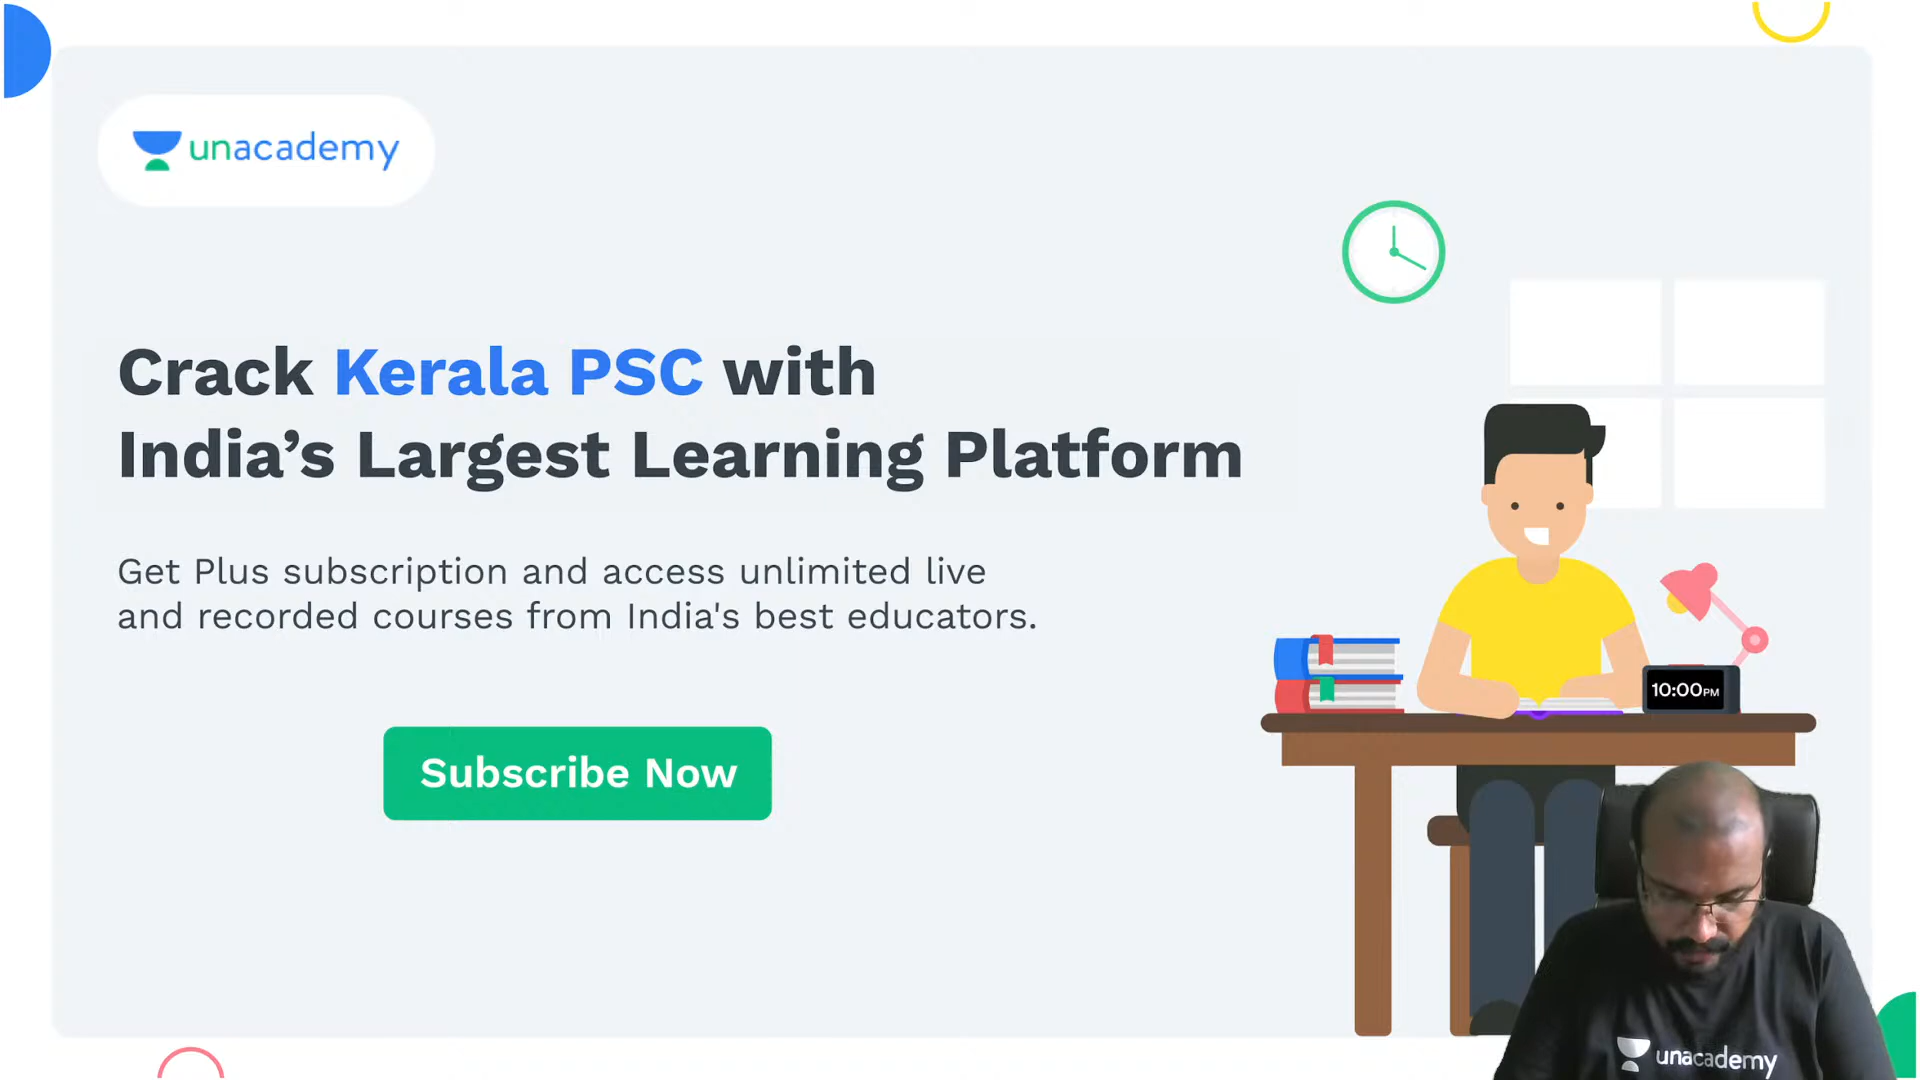 unacademy
Crack Kerala PSC with
India’s Largest Learning Platform
Get Plus subscription and access unlimited live
and recorded courses from India's best educators.
10:00PM
Subscribe Now
unacademy